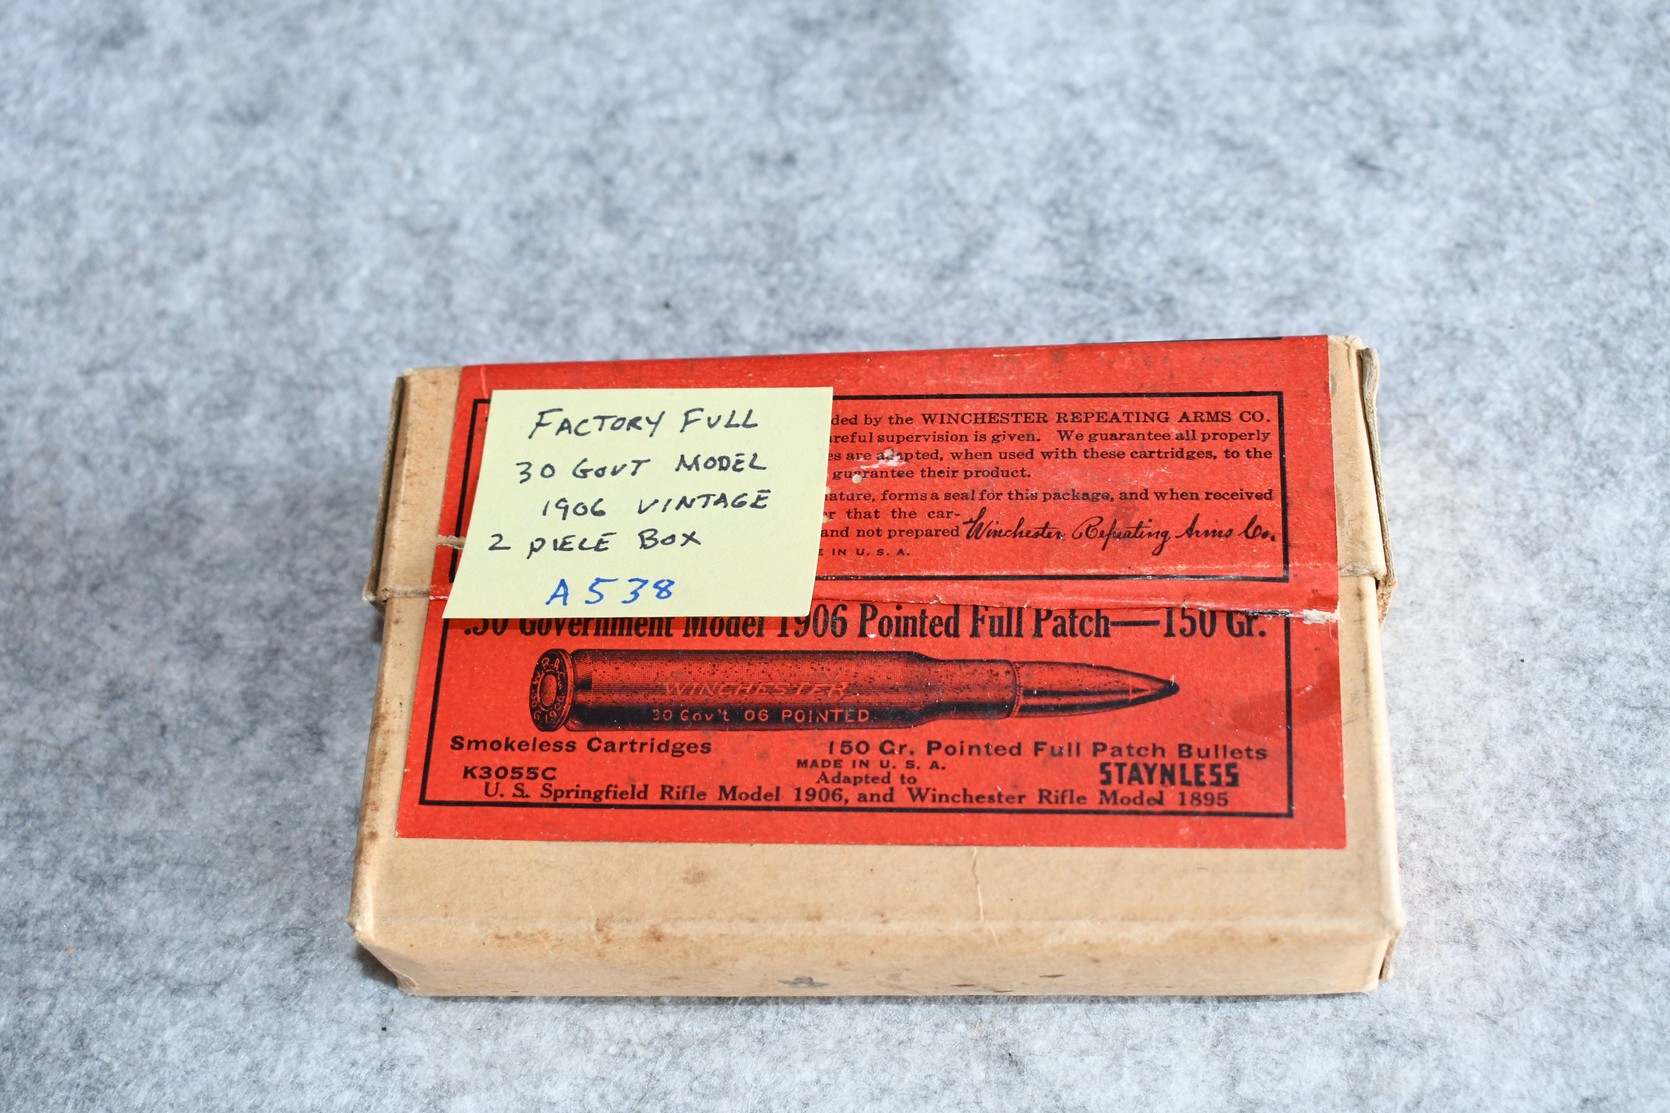 FACTORY FULL
30 GOVT MODEL
1906 VINTAGE
2 PIECE BOX
A538
by the WINCHESTER REPEATING ARMS CO.
supervision is given. We guarantee all properly
are adapted, when used with these cartridges, to the
guarantee their product.
forms a seal for this package, and when received
that the car-
and not prepared Winchester Repeating Arms Co.
IN U. S. A.
.30 Government Model 1906 Pointed Full Patch—150 Gr.
WINCHESTER
30 Gov't 06 POINTED
Smokeless Cartridges 150 Gr. Pointed Full Patch Bullets
MADE IN U. S. A.
K3055C Adapted to STAYNLESS
U. S. Springfield Rifle Model 1906, and Winchester Rifle Model 1895